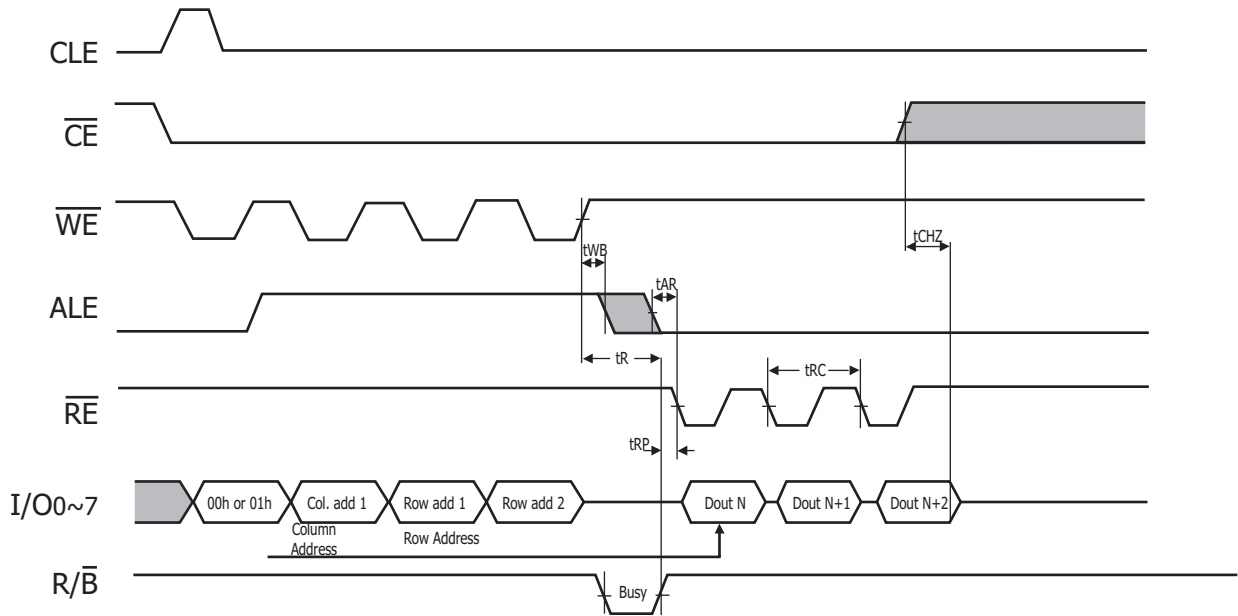 CLE
CE
WE
tWB
tCHZ
tAR
ALE
tR
tRC
RE
tRP
I/O0~7
00h or 01h
Col. add 1
Row add 1
Row add 2
Dout N
Dout N+1
Dout N+2
Column
Address
Row Address
R/B
Busy